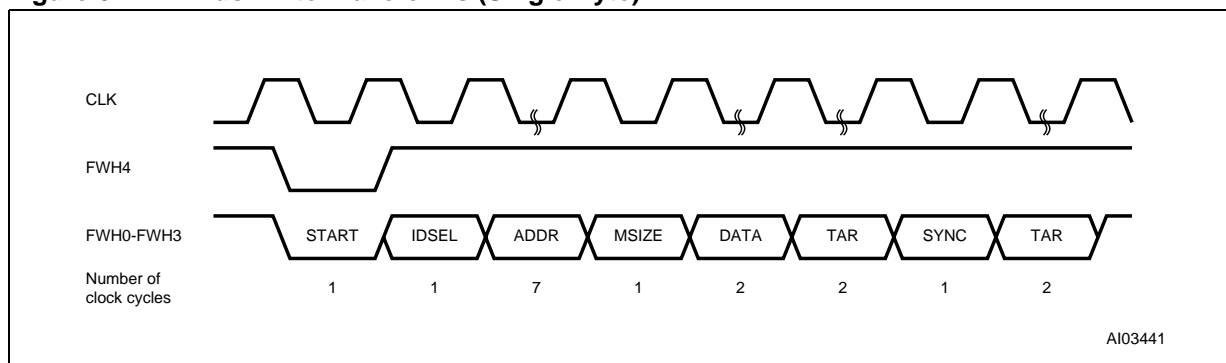 CLK
FWH4
FWH0-FWH3 START IDSEL ADDR MSIZE DATA TAR SYNC TAR
Number of
clock cycles 1 1 7 1 2 2 1 2
AI03441